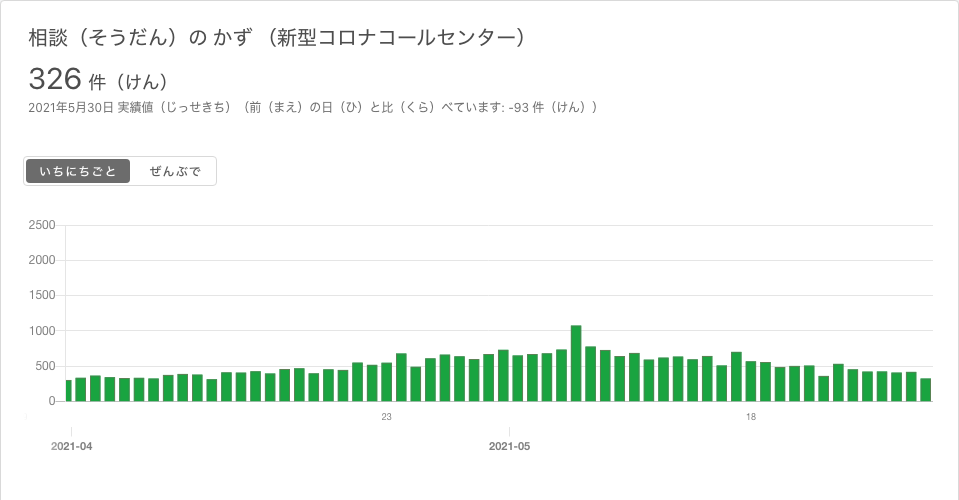 相談（そうだん）の かず （新型コロナコールセンター）
326 件（けん）
2021年5月30日 実績値（じっせきち）（前（まえ）の日（ひ）と比（くら）べています: -93 件（けん））
いちにちごと ぜんぶで
2500
2000
1500
1000
500
0
23 18
2021-04 2021-05